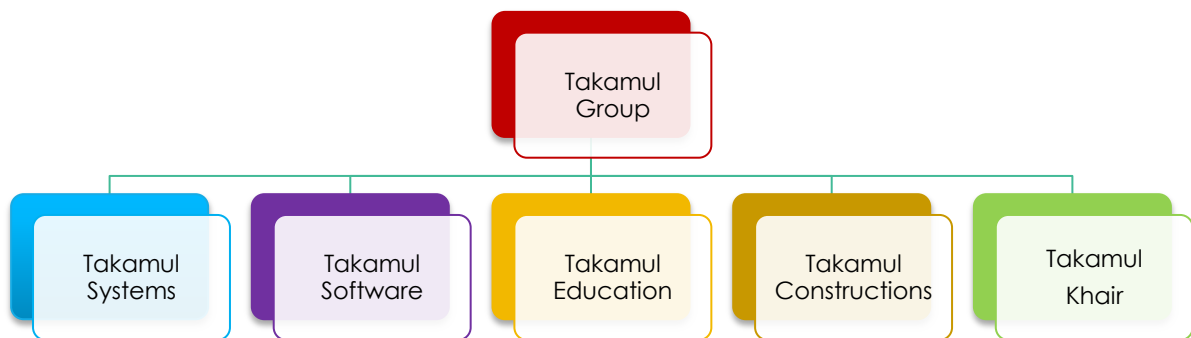 Takamul
Group
Takamul
Systems
Takamul
Software
Takamul
Education
Takamul
Constructions
Takamul
Khair